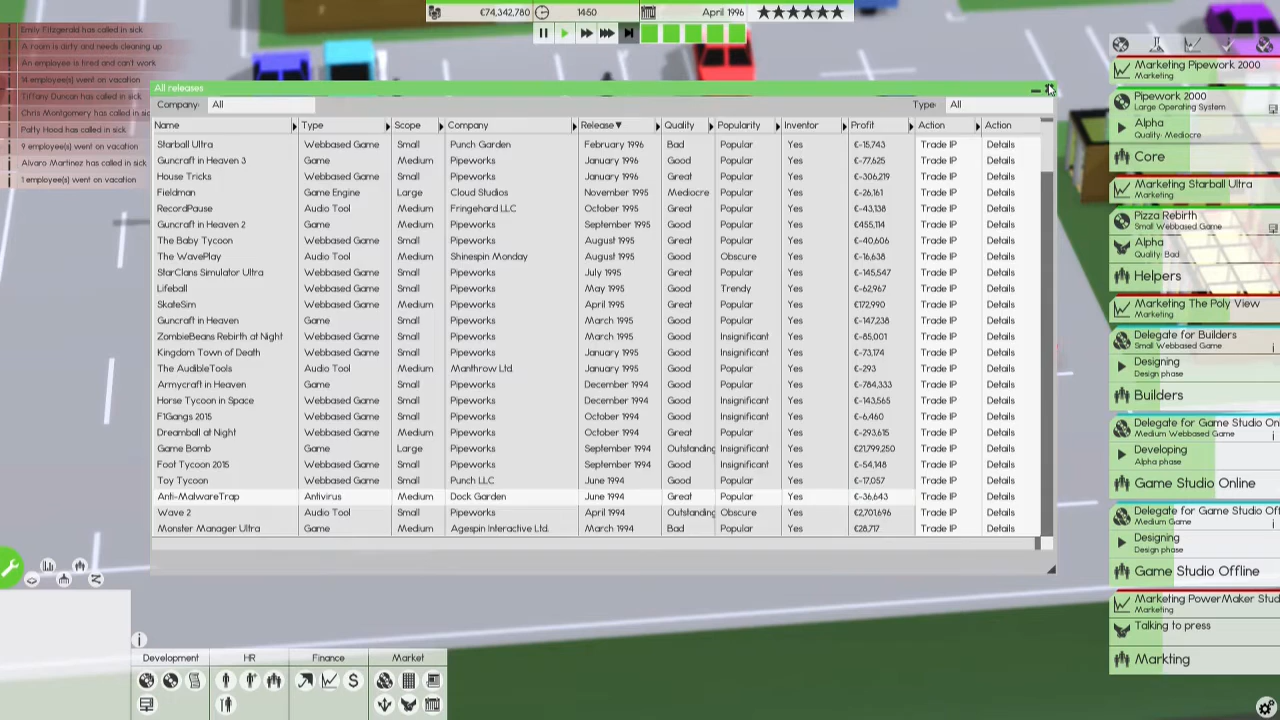 €74,342,780 14:50 April 1996
Emily Fitzgerald has called in sick
A room is dirty and needs cleaning up
An employee is tired and can't work
14 employee(s) went on vacation
Tiffany Duncan has called in sick
Chris Montgomery has called in sic
Patty Hood has called in sick
9 employee(s) went on vacation
Alvaro Martinez has called in sick
1 employee(s) went on vacation
All releases
Company: All Type: All
Name Type Scope Company Release▼ Quality Popularity Inventor Profit Action Action
Starball Ultra Webbased Game Small Punch Garden February 1996 Bad Popular Yes €-15,743 Trade IP Details
Guncraft in Heaven 3 Game Medium Pipeworks January 1996 Good Popular Yes €-77,625 Trade IP Details
House Tricks Webbased Game Small Pipeworks January 1996 Great Popular Yes €-306,219 Trade IP Details
Fieldman Game Engine Large Cloud Studios November 1995 Mediocre Popular Yes €-26,161 Trade IP Details
RecordPause Audio Tool Medium Fringehard LLC October 1995 Great Popular Yes €-43,138 Trade IP Details
Guncraft in Heaven 2 Game Medium Pipeworks September 1995 Good Popular Yes €455,114 Trade IP Details
The Baby Tycoon Webbased Game Small Pipeworks August 1995 Great Popular Yes €-40,606 Trade IP Details
The WavePlay Audio Tool Medium Shinespin Monday August 1995 Great Obscure Yes €-16,638 Trade IP Details
StarClans Simulator Ultra Webbased Game Small Pipeworks July 1995 Great Popular Yes €-145,547 Trade IP Details
Lifeball Webbased Game Small Pipeworks May 1995 Good Trendy Yes €-62,967 Trade IP Details
SkateSim Webbased Game Medium Pipeworks April 1995 Great Popular Yes €172,990 Trade IP Details
Guncraft in Heaven Game Small Pipeworks March 1995 Good Popular Yes €-147,238 Trade IP Details
ZombieBeans Rebirth at Night Webbased Game Small Pipeworks March 1995 Good Insignificant Yes €-85,001 Trade IP Details
Kingdom Town of Death Webbased Game Small Pipeworks January 1995 Good Insignificant Yes €-73,174 Trade IP Details
The AudibleTools Audio Tool Medium Manthrow Ltd. January 1995 Good Popular Yes €-293 Trade IP Details
Armycraft in Heaven Game Small Pipeworks December 1994 Good Popular Yes €-784,333 Trade IP Details
Horse Tycoon in Space Webbased Game Small Pipeworks December 1994 Good Insignificant Yes €-143,565 Trade IP Details
F1Gangs 2015 Webbased Game Small Pipeworks October 1994 Good Insignificant Yes €-6,460 Trade IP Details
Dreamball at Night Webbased Game Medium Pipeworks October 1994 Great Popular Yes €-293,615 Trade IP Details
Game Bomb Game Large Pipeworks September 1994 Outstanding Insignificant Yes €21,799,250 Trade IP Details
Foot Tycoon 2015 Webbased Game Small Pipeworks September 1994 Good Insignificant Yes €-54,148 Trade IP Details
Toy Tycoon Webbased Game Small Punch LLC June 1994 Good Popular Yes €-17,057 Trade IP Details
Anti-MalwareTrap Antivirus Medium Dock Garden June 1994 Great Popular Yes €-36,643 Trade IP Details
Wave 2 Audio Tool Small Pipeworks April 1994 Outstanding Obscure Yes €2,701,696 Trade IP Details
Monster Manager Ultra Game Medium Agespin Interactive Ltd. March 1994 Bad Popular Yes €28,717 Trade IP Details
Marketing Pipework 2000
Marketing
Pipework 2000
Large Operating System
Alpha
Quality: Mediocre
Core
Marketing Starball Ultra
Marketing
Pizza Rebirth
Small Webbased Game
Alpha
Quality: Bad
Helpers
Marketing The Poly View
Marketing
Delegate for Builders
Small Webbased Game
Designing
Design phase
Builders
Delegate for Game Studio On
Medium Webbased Game
Developing
Alpha phase
Game Studio Online
Delegate for Game Studio Off
Medium Game
Designing
Design phase
Game Studio Offline
Marketing PowerMaker Stud
Marketing
Talking to press
Markting
Development HR Finance Market